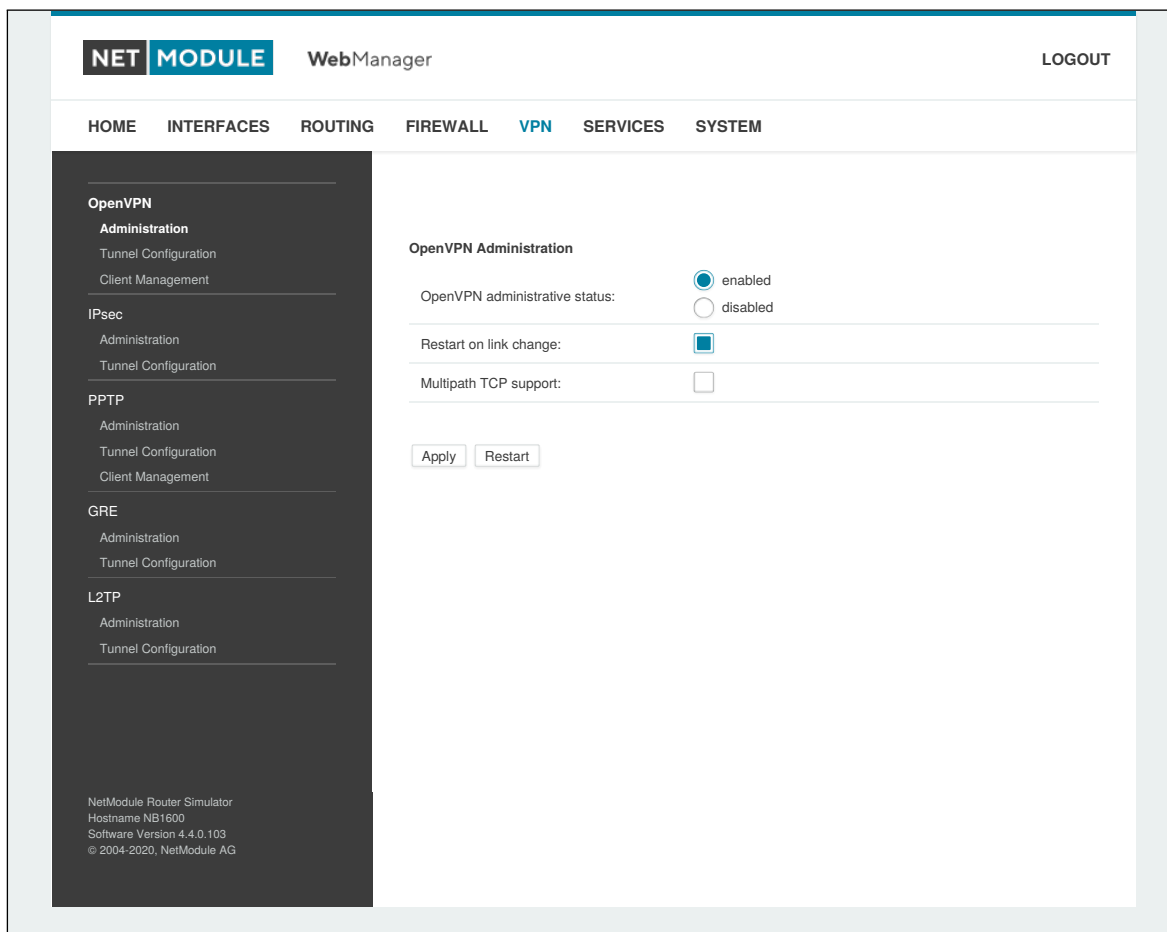 NET MODULE WebManager LOGOUT
HOME INTERFACES ROUTING FIREWALL VPN SERVICES SYSTEM
OpenVPN
Administration
Tunnel Configuration
Client Management
IPsec
Administration
Tunnel Configuration
PPTP
Administration
Tunnel Configuration
Client Management
GRE
Administration
Tunnel Configuration
L2TP
Administration
Tunnel Configuration
NetModule Router Simulator
Hostname NB1600
Software Version 4.4.0.103
© 2004-2020, NetModule AG
OpenVPN Administration
OpenVPN administrative status:
enabled
disabled
Restart on link change:
Multipath TCP support:
Apply Restart